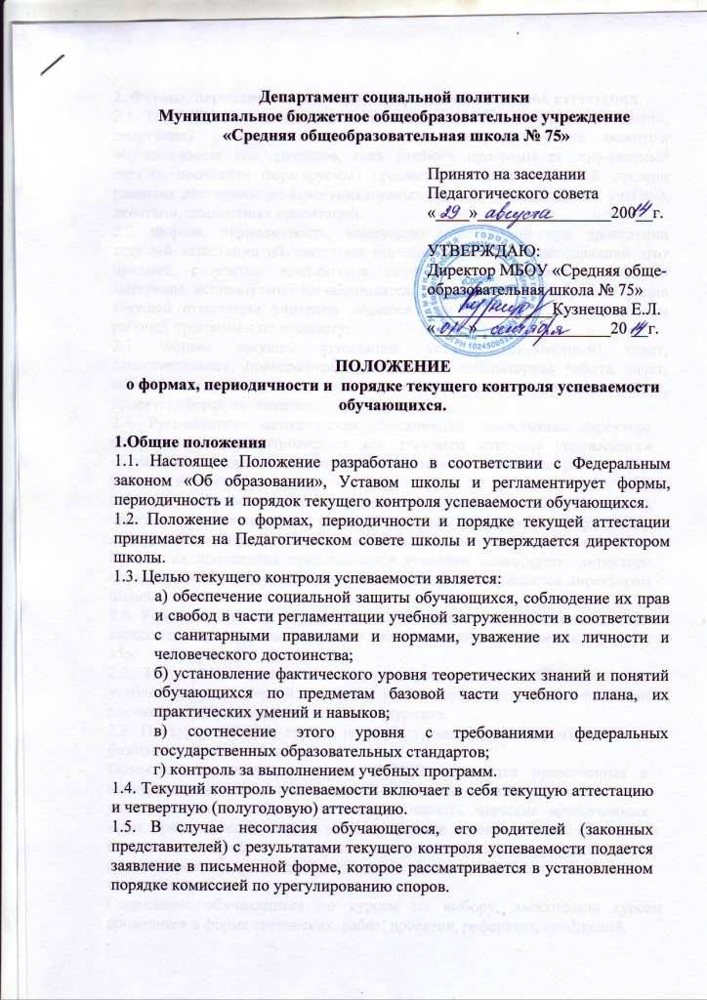 Департамент социальной политики
Муниципальное бюджетное общеобразовательное учреждение
«Средняя общеобразовательная школа № 75»
Принято на заседании
Педагогического совета
« 29 » августа 20014 г.
УТВЕРЖДАЮ:
Директор МБОУ «Средняя обще-
образовательная школа № 75»
Кузнецова Е.Л.
« 01 » сентября 20 14 г.
ПОЛОЖЕНИЕ
о формах, периодичности и порядке текущего контроля успеваемости
обучающихся.
1.Общие положения
1.1. Настоящее Положение разработано в соответствии с Федеральным
законом «Об образовании», Уставом школы и регламентирует формы,
периодичность и порядок текущего контроля успеваемости обучающихся.
1.2. Положение о формах, периодичности и порядке текущей аттестации
принимается на Педагогическом совете школы и утверждается директором
школы.
1.3. Целью текущего контроля успеваемости является:
а) обеспечение социальной защиты обучающихся, соблюдение их прав
и свобод в части регламентации учебной загруженности в соответствии
с санитарными правилами и нормами, уважение их личности и
человеческого достоинства;
б) установление фактического уровня теоретических знаний и понятий
обучающихся по предметам базовой части учебного плана, их
практических умений и навыков;
в) соотнесение этого уровня с требованиями федеральных
государственных образовательных стандартов;
г) контроль за выполнением учебных программ.
1.4. Текущий контроль успеваемости включает в себя текущую аттестацию
и четвертную (полугодовую) аттестацию.
1.5. В случае несогласия обучающегося, его родителей (законных
представителей) с результатами текущего контроля успеваемости подается
заявление в письменной форме, которое рассматривается в установленном
порядке комиссией по урегулированию споров.